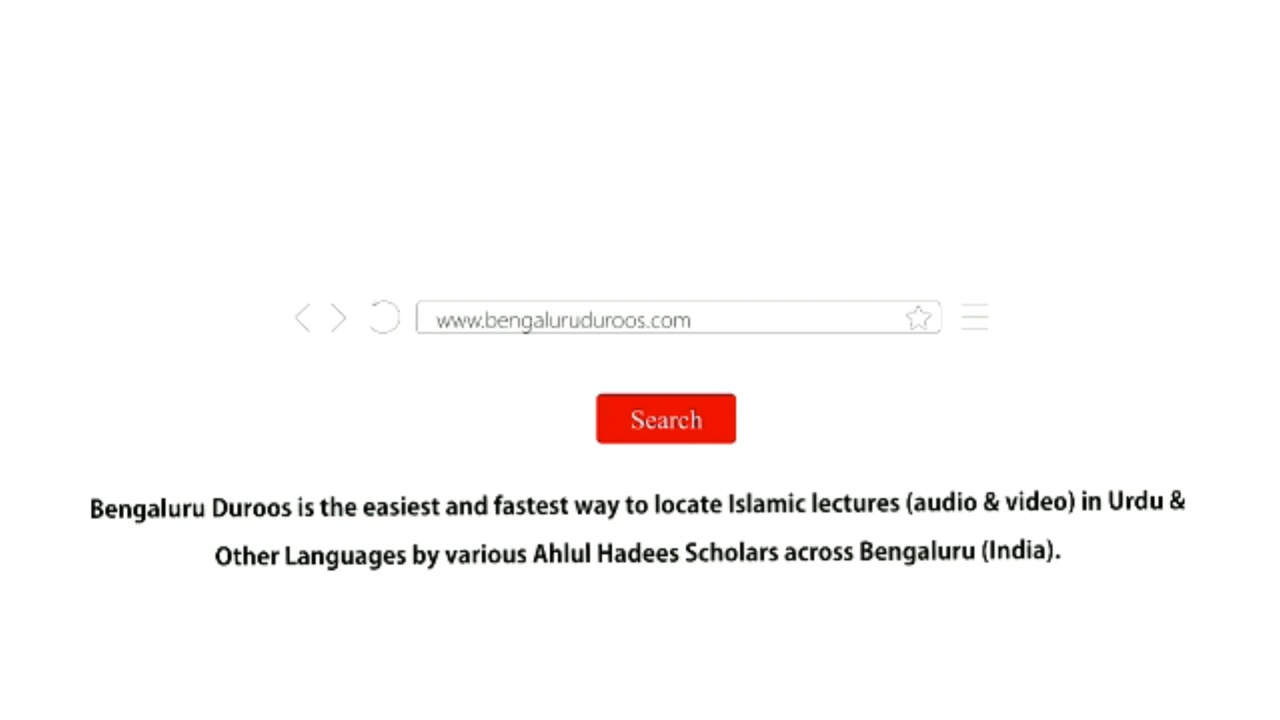 www.bengaluruduroos.com
Search
Bengaluru Duroos is the easiest and fastest way to locate Islamic lectures (audio & video) in Urdu &
Other Languages by various Ahlul Hadees Scholars across Bengaluru (India).